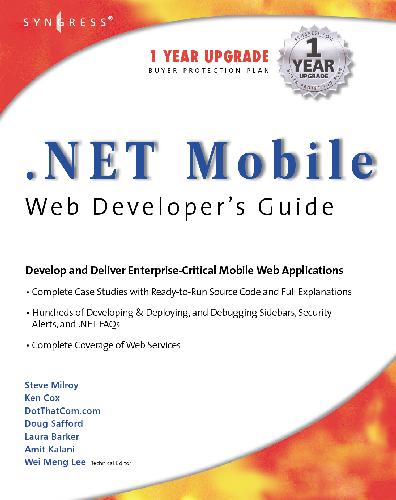 SYNGRESS®
1 YEAR UPGRADE
BUYER PROTECTION PLAN
1
YEAR
UPGRADE
.NET Mobile
Web Developer's Guide
Develop and Deliver Enterprise-Critical Mobile Web Applications
• Complete Case Studies with Ready-to-Run Source Code and Full Explanations
• Hundreds of Developing & Deploying, and Debugging Sidebars, Security
Alerts, and .NET FAQs
• Complete Coverage of Web Services
Steve Milroy
Ken Cox
DotThatCom.com
Doug Safford
Laura Barker
Amit Kalani
Wei Meng Lee Technical Editor